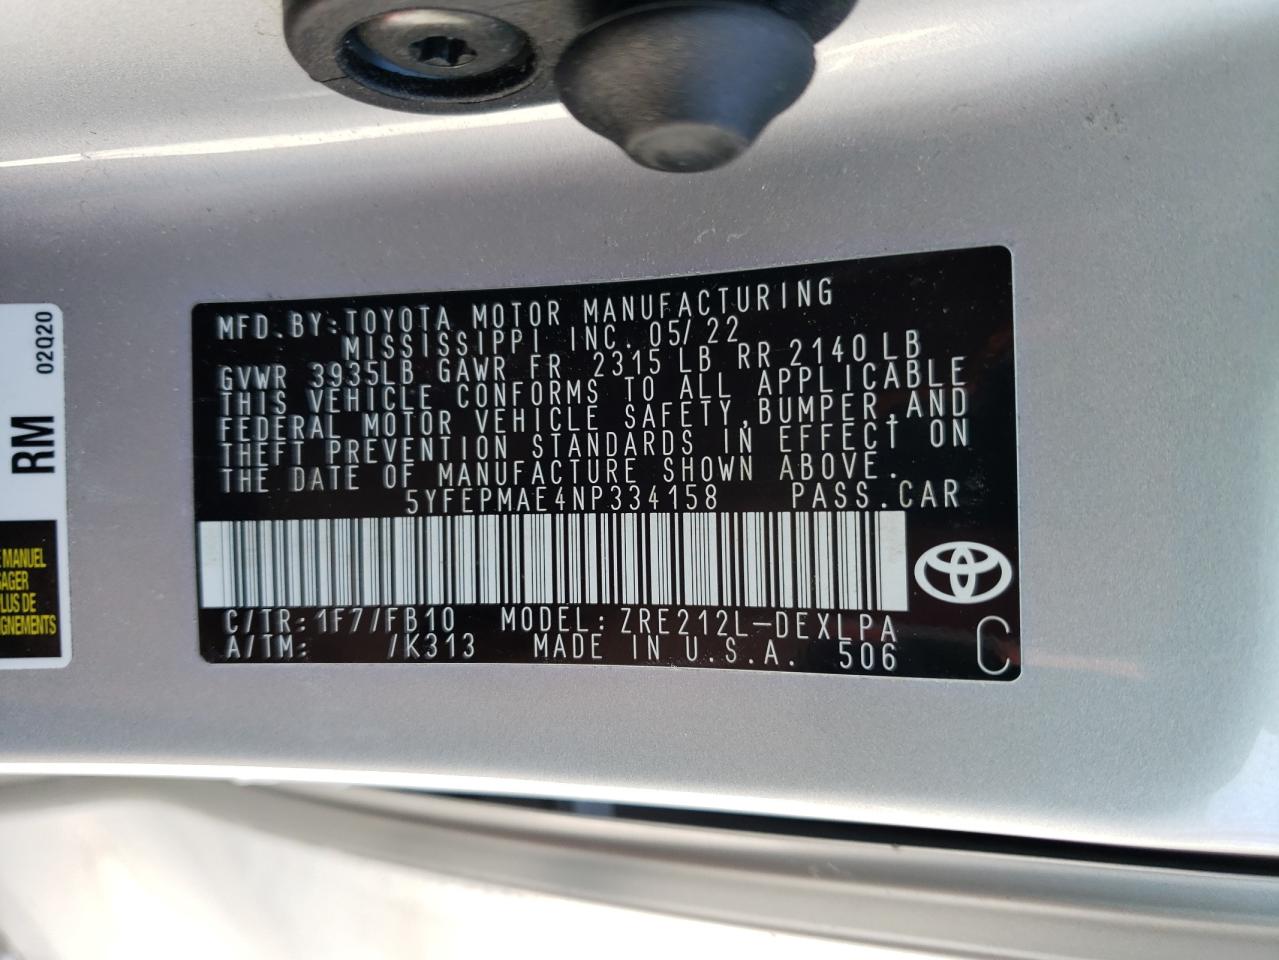 MFD.BY:TOYOTA MOTOR MANUFACTURING
MISSISSIPPI INC. 05/22
GVWR 3935LB GAWR FR 2315 LB RR 2140 LB
THIS VEHICLE CONFORMS TO ALL APPLICABLE
FEDERAL MOTOR VEHICLE SAFETY,BUMPER,AND
THEFT PREVENTION STANDARDS IN EFFECT ON
THE DATE OF MANUFACTURE SHOWN ABOVE.
5YFEPMAE4NP334158 PASS.CAR
C/TR:1F7/FB10 MODEL:ZRE212L-DEXLPA
A/TM: /K313 MADE IN U.S.A. 506
C
RM 02Q20
MANUEL
PLUS DE